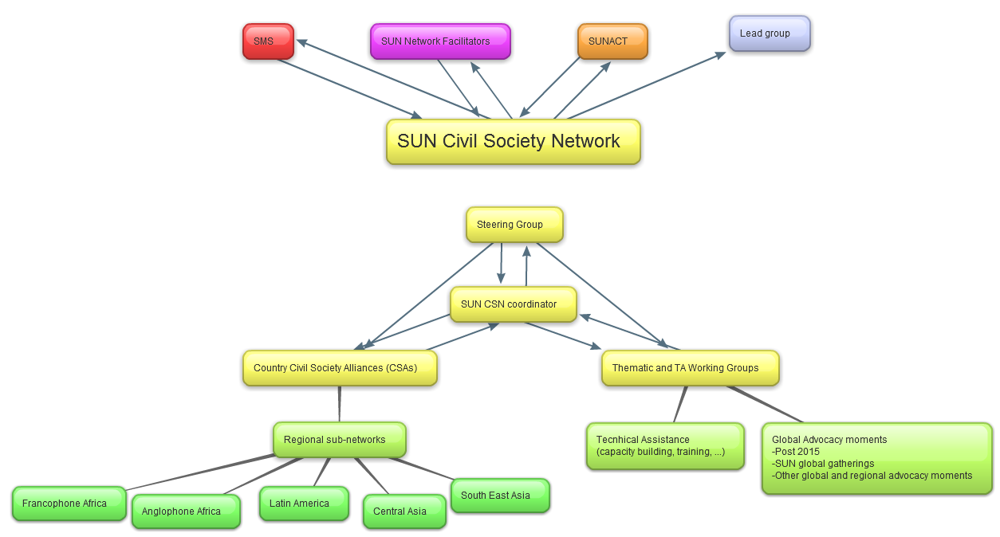 SMS
SUN Network Facilitators
SUNACT
Lead group
SUN Civil Society Network
Steering Group
SUN CSN coordinator
Country Civil Society Alliances (CSAs)
Thematic and TA Working Groups
Regional sub-networks
Tecnhical Assistance
(capacity building, training, ...)
Global Advocacy moments
-Post 2015
-SUN global gatherings
-Other global and regional advocacy moments
Francophone Africa
Anglophone Africa
Latin America
Central Asia
South East Asia